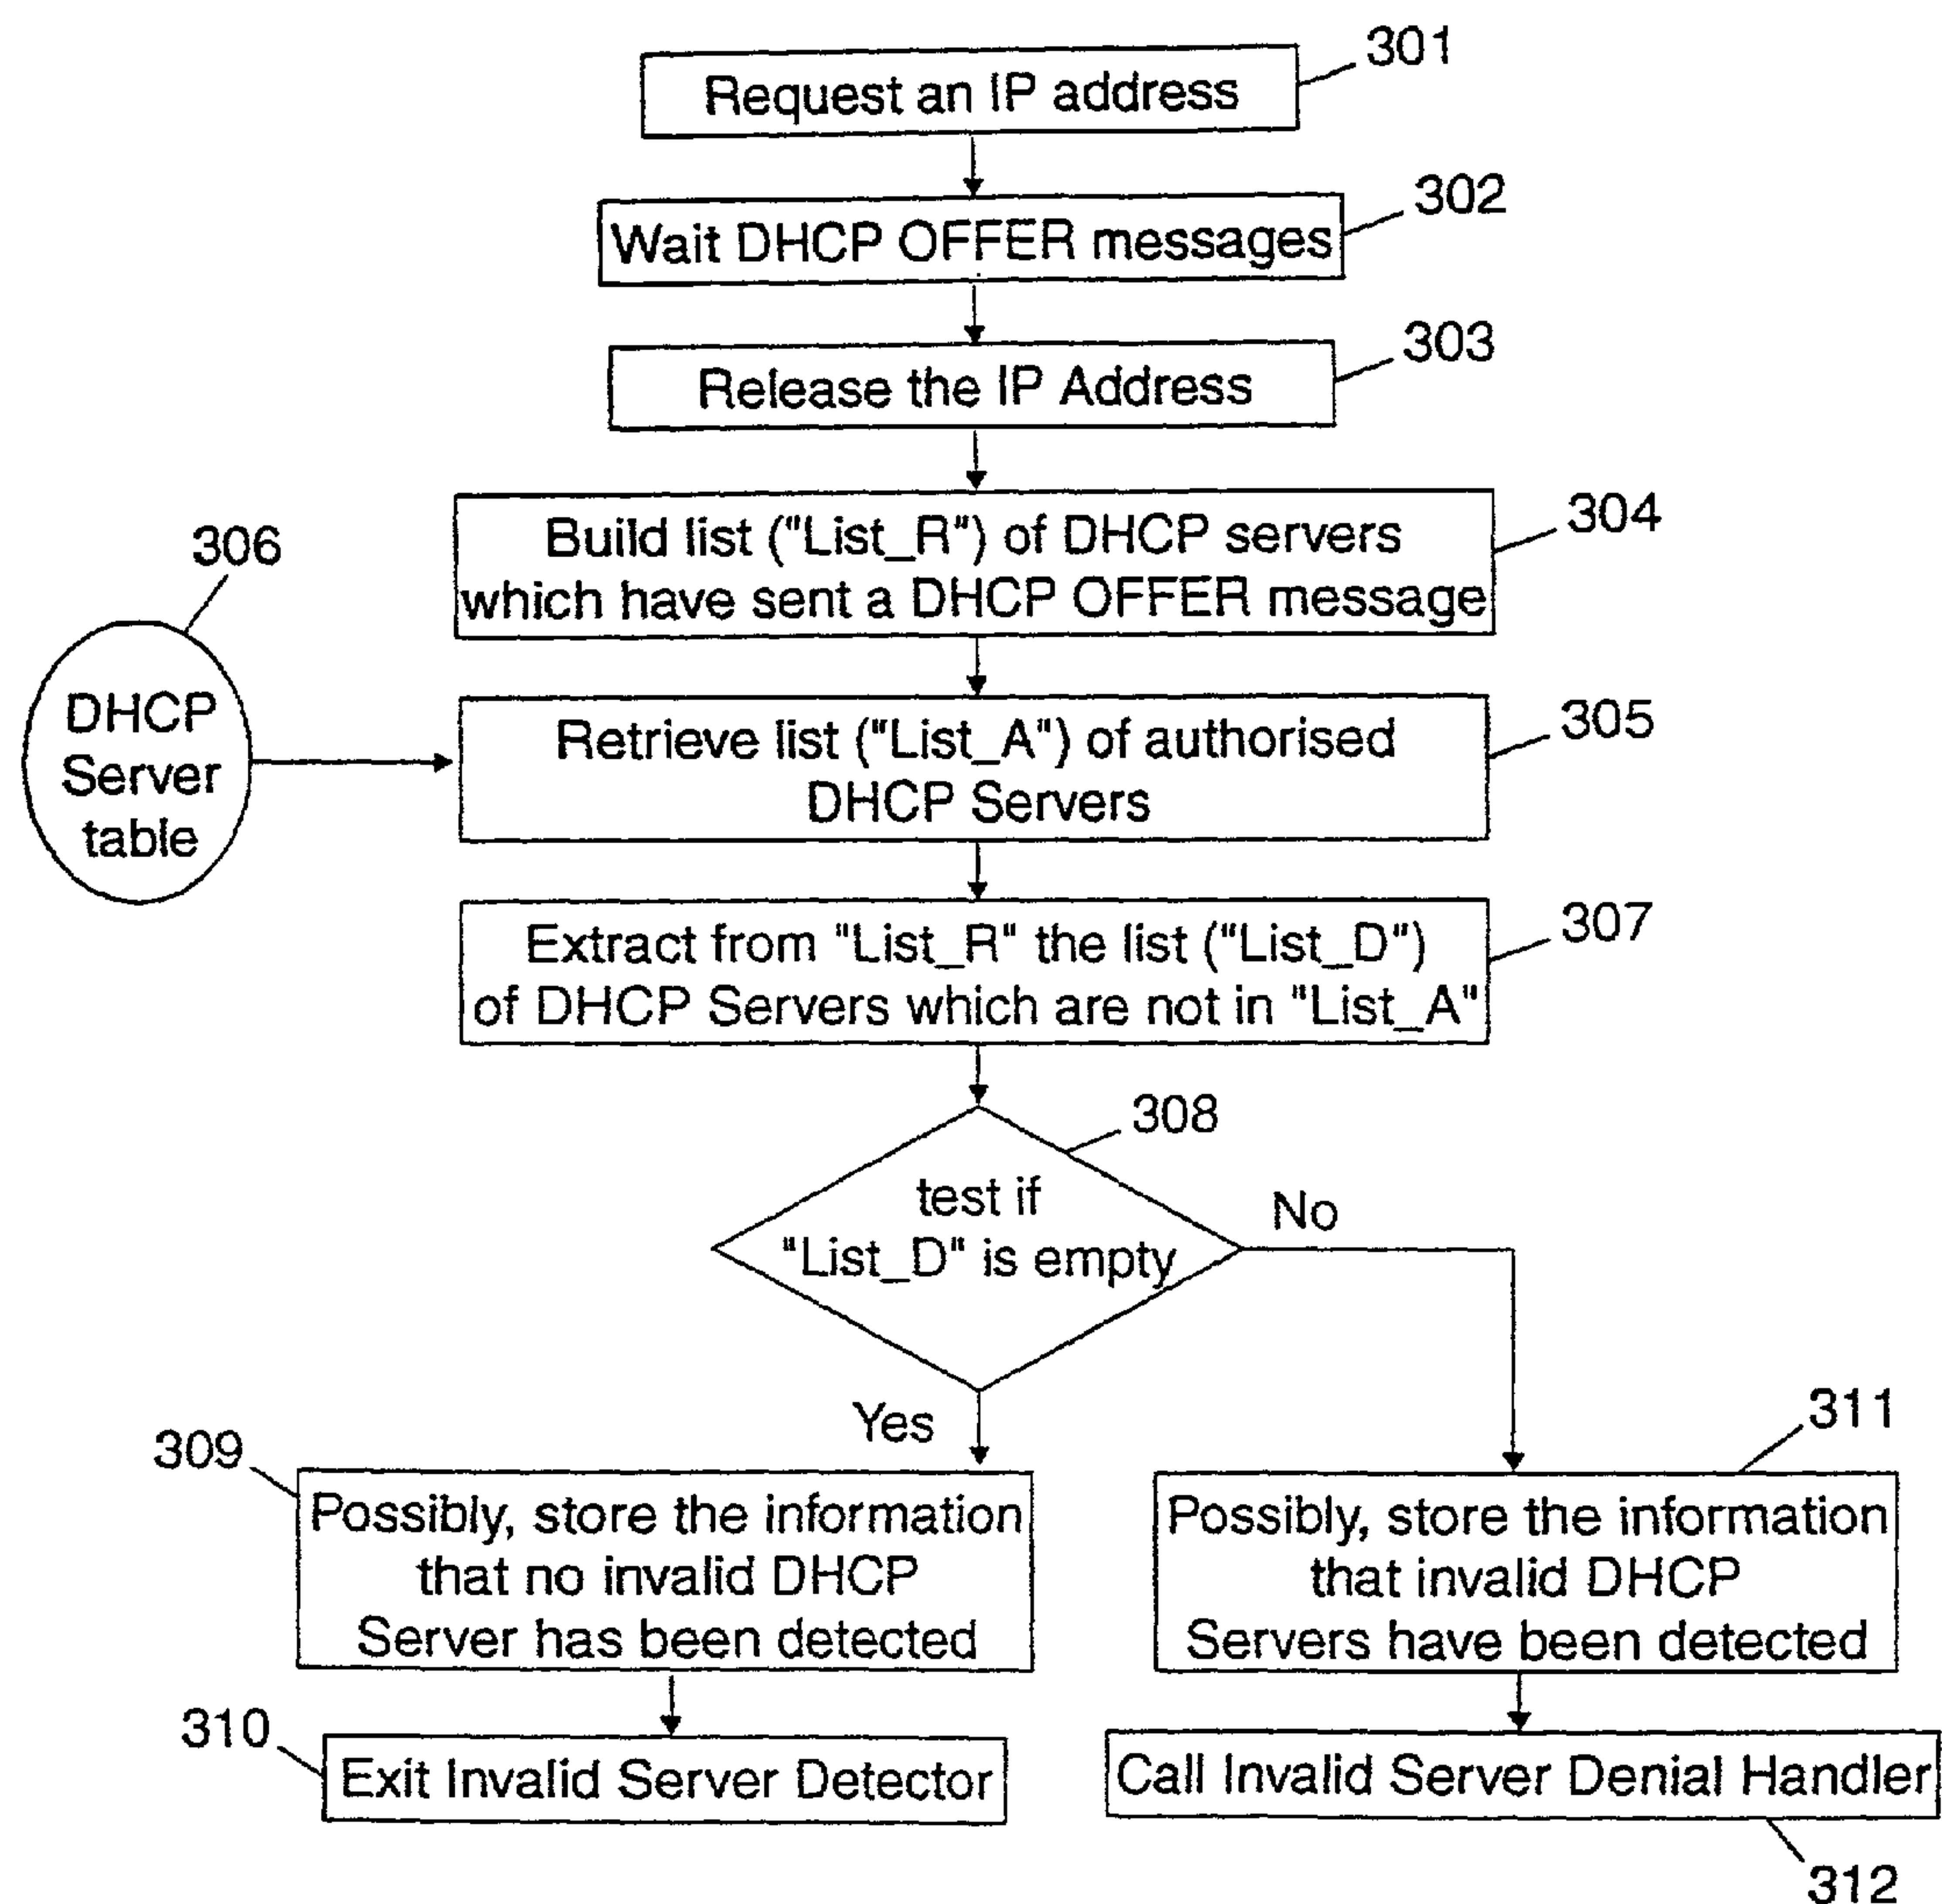 301
Request an IP address
302
Wait DHCP OFFER messages
303
Release the IP Address
304
Build list ("List_R") of DHCP servers
which have sent a DHCP OFFER message
306
DHCP
Server
table
305
Retrieve list ("List_A") of authorised
DHCP Servers
307
Extract from "List_R" the list ("List_D")
of DHCP Servers which are not in "List_A"
308
test if
"List_D" is empty
No
Yes
309
Possibly, store the information
that no invalid DHCP
Server has been detected
311
Possibly, store the information
that invalid DHCP
Servers have been detected
310
Exit Invalid Server Detector
Call Invalid Server Denial Handler
312